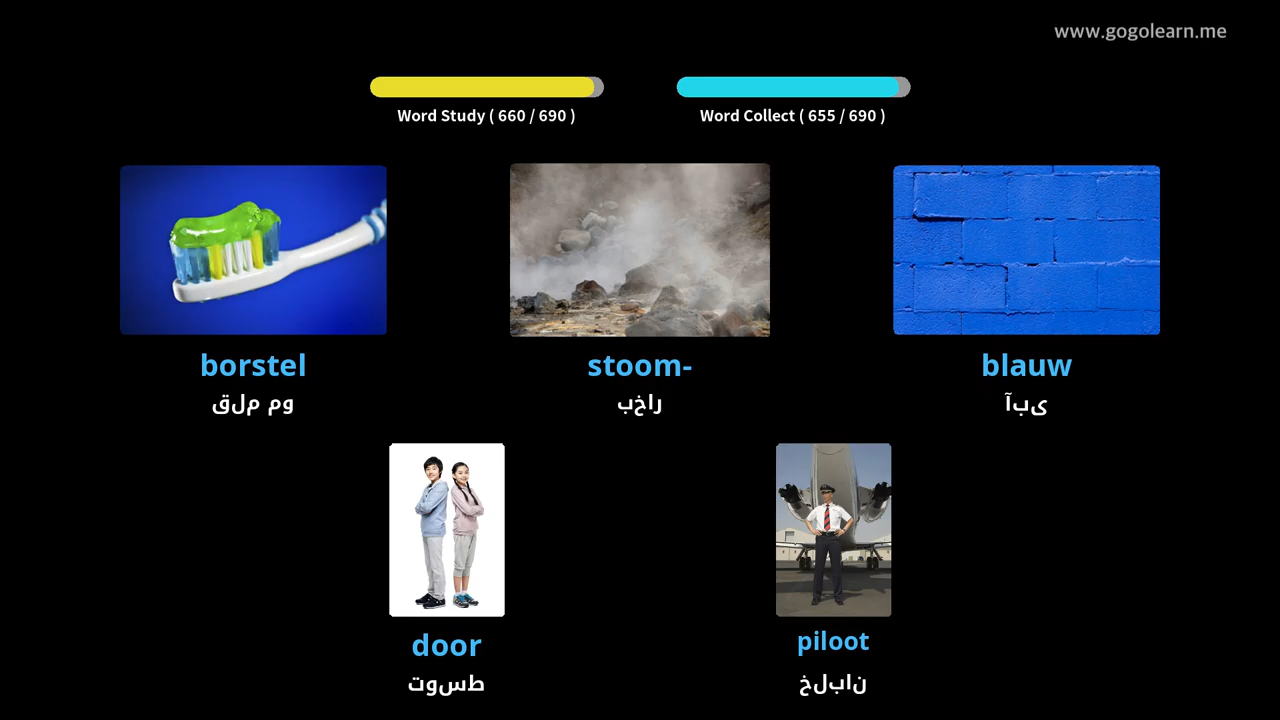 www.gogolearn.me
Word Study ( 660 / 690 )
Word Collect ( 655 / 690 )
borstel
stoom-
blauw
وم ملق
راخب
یبآ
door
piloot
طسوت
نابلخ